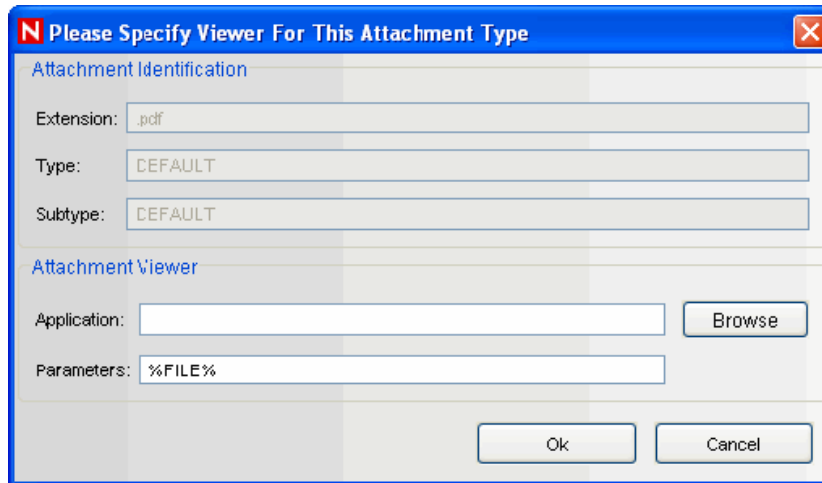 N Please Specify Viewer For This Attachment Type
Attachment Identification
Extension: .pdf
Type: DEFAULT
Subtype: DEFAULT
Attachment Viewer
Application: Browse
Parameters: %FILE%
Ok Cancel